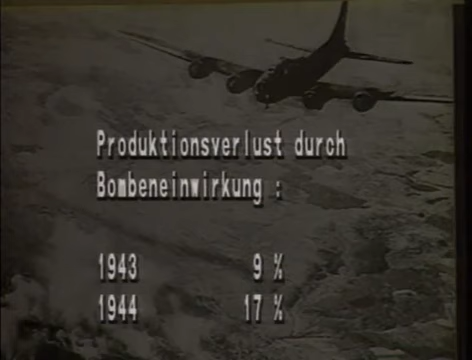 Produktionsverlust durch
Bombeneinwirkung :
1943 9 %
1944 17 %